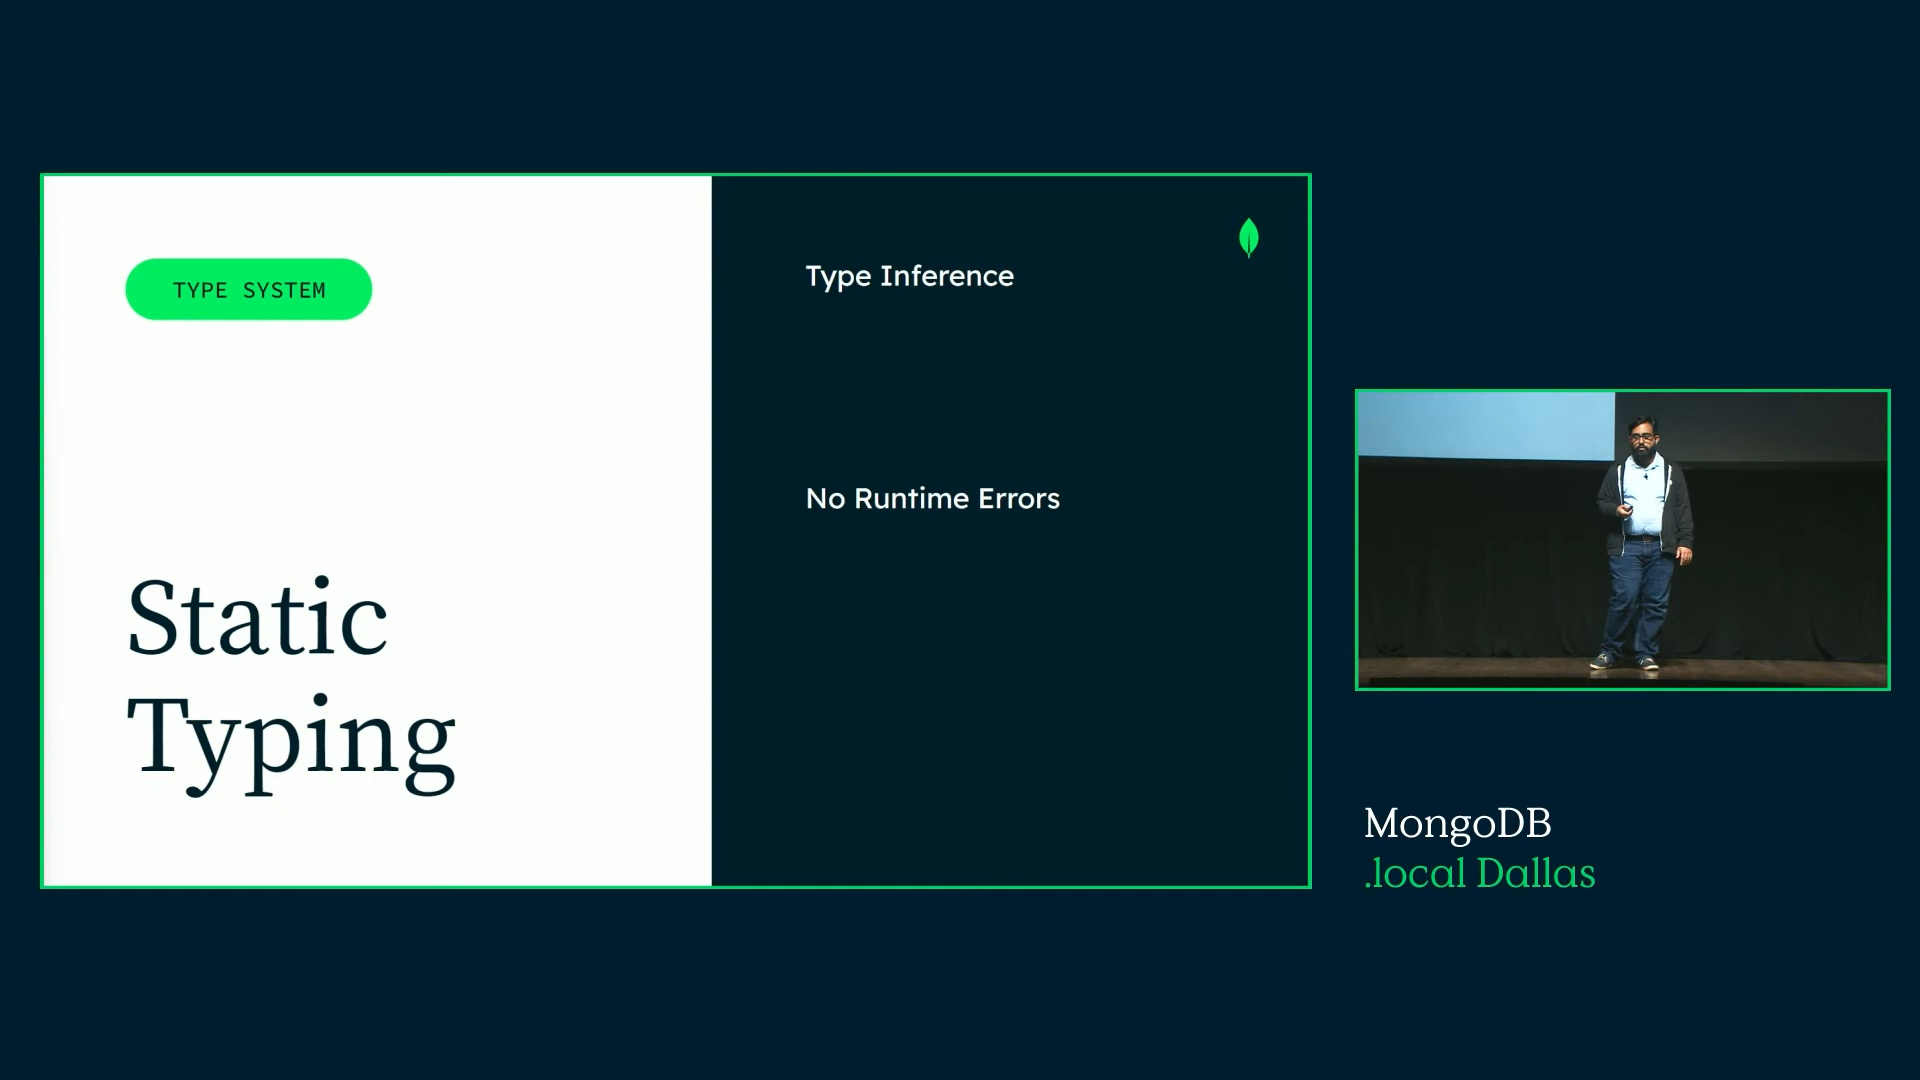 TYPE SYSTEM
Static
Typing
Type Inference
No Runtime Errors
MongoDB
.local Dallas